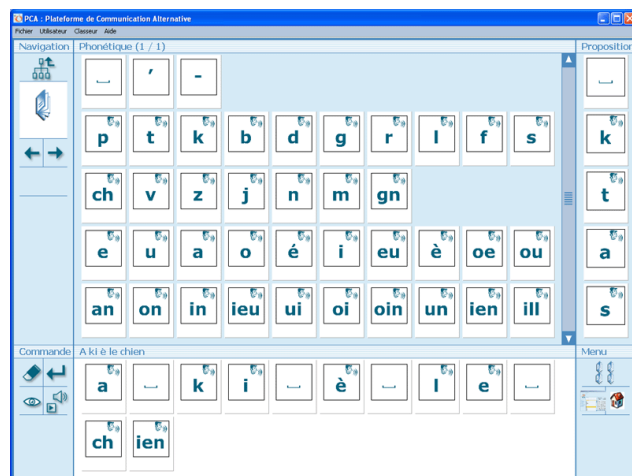 PCA : Plateforme de Communication Alternative
Fichier Utilisateur Classeur Aide
Navigation
Phonétique (1 / 1)
Proposition
' -
p t k b d g r l f s
k
ch v z j n m gn
t
e u a o é i eu è oe ou
a
an on in ieu ui oi oin un ien ill
s
Commande
A ki è le chien
Menu
a k i è l e
ch ien